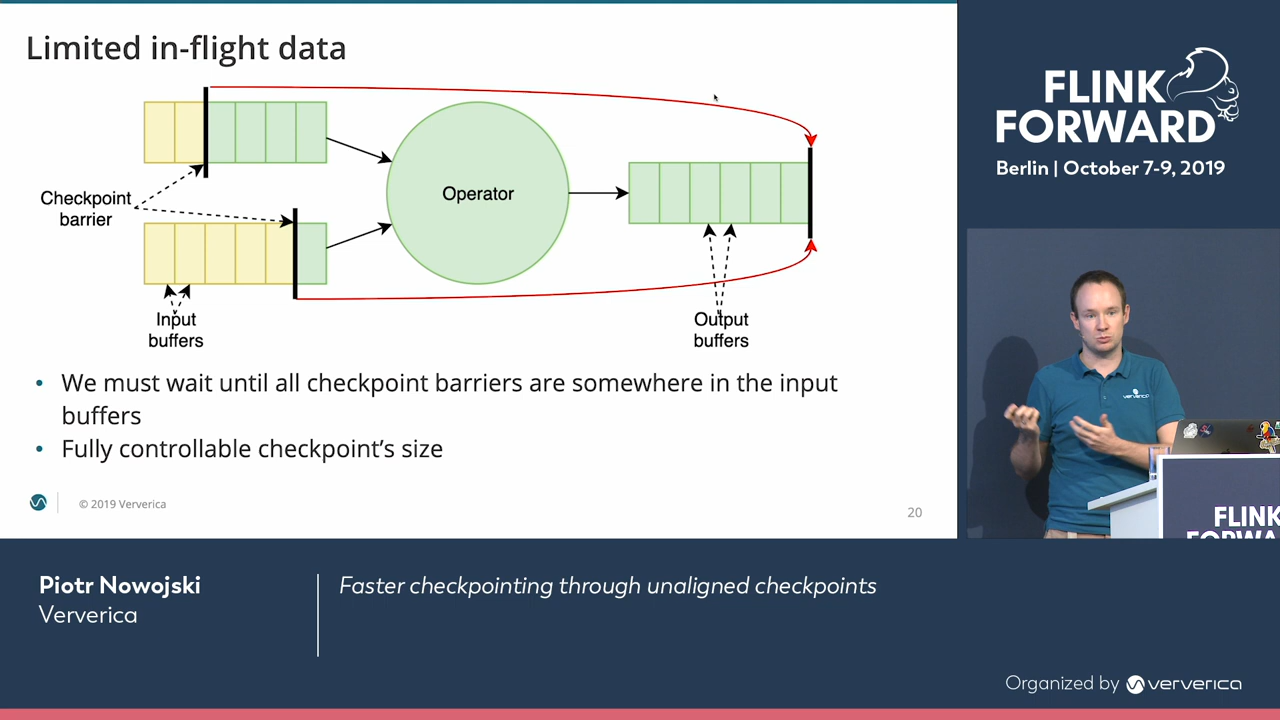 Limited in-flight data
Checkpoint
barrier
Operator
Input
buffers
Output
buffers
• We must wait until all checkpoint barriers are somewhere in the input
buffers
• Fully controllable checkpoint's size
© 2019 Ververica
20
FLINK
FORWARD
Berlin | October 7-9, 2019
ververica
FLINK
FORWA
Piotr Nowojski
Ververica
Faster checkpointing through unaligned checkpoints
Organized by ververica